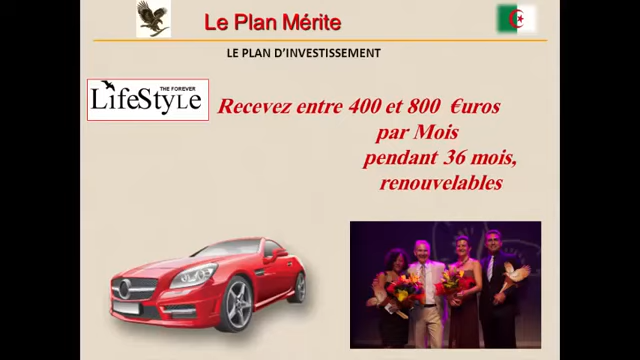 Le Plan Mérite
LE PLAN D'INVESTISSEMENT
THE FOREVER
LIFESTYLE
Recevez entre 400 et 800 €uros
par Mois
pendant 36 mois,
renouvelables